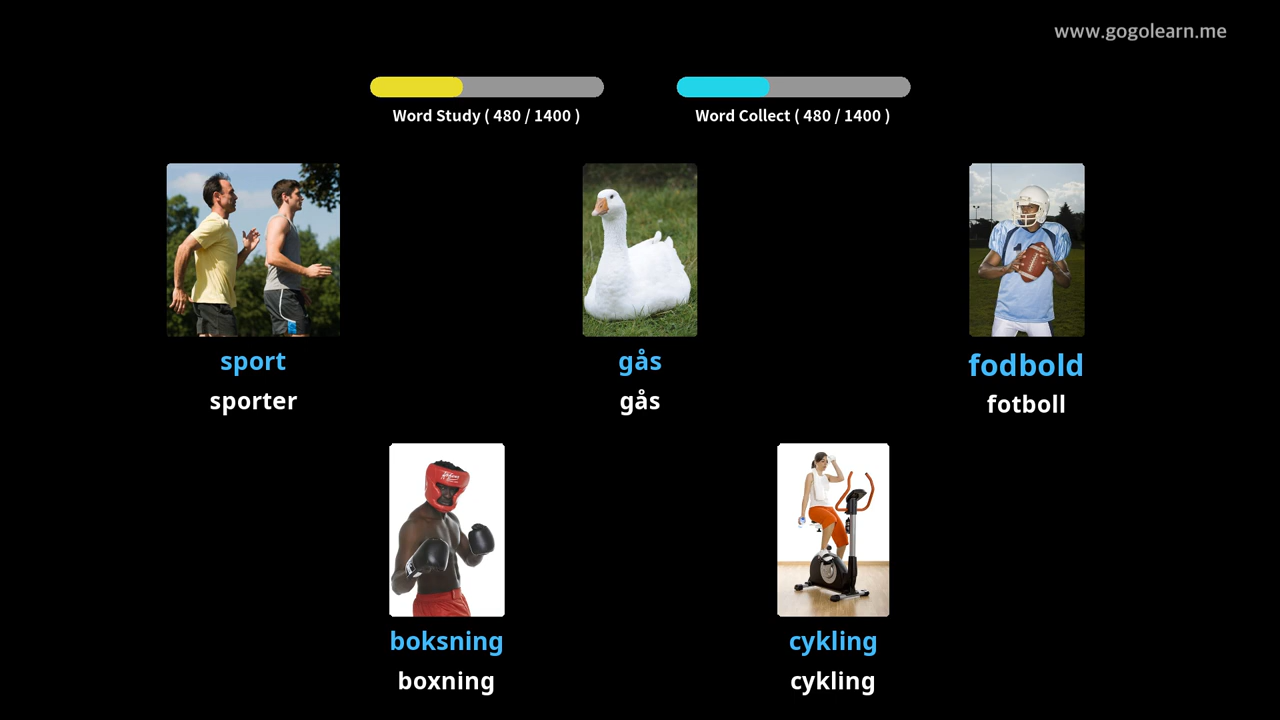 www.gogolearn.me
Word Study ( 480 / 1400 )
Word Collect ( 480 / 1400 )
sport
sporter
gås
gås
fodbold
fotboll
boksning
boxning
cykling
cykling